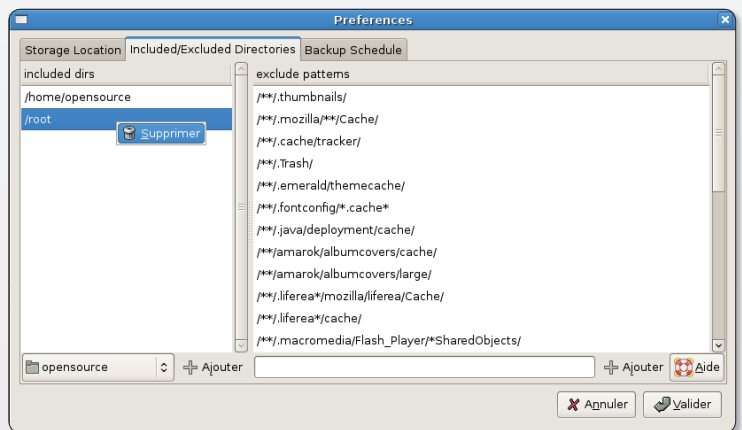 Preferences
Storage Location Included/Excluded Directories Backup Schedule
included dirs
/home/opensource
/root
Supprimer
exclude patterns
/**/.thumbnails/
/**/.mozilla/**/Cache/
/**/.cache/tracker/
/**/.Trash/
/**/.emerald/themecache/
/**/.fontconfig/*.cache*
/**/.java/deployment/cache/
/**/amarok/albumcovers/cache/
/**/amarok/albumcovers/large/
/**/.liferea*/mozilla/liferea/Cache/
/**/.liferea*/cache/
/**/.macromedia/Flash_Player/*SharedObjects/
opensource Ajouter Ajouter Aide
Annuler Valider